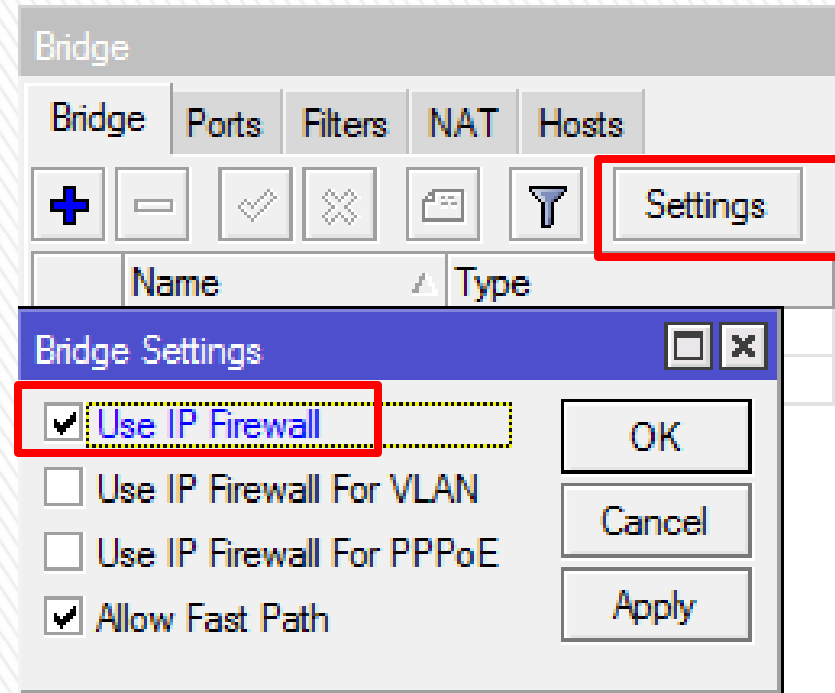 Bridge
Bridge Ports Filters NAT Hosts
Settings
Name Type
Bridge Settings
Use IP Firewall
OK
Use IP Firewall For VLAN
Cancel
Use IP Firewall For PPPoE
Allow Fast Path
Apply